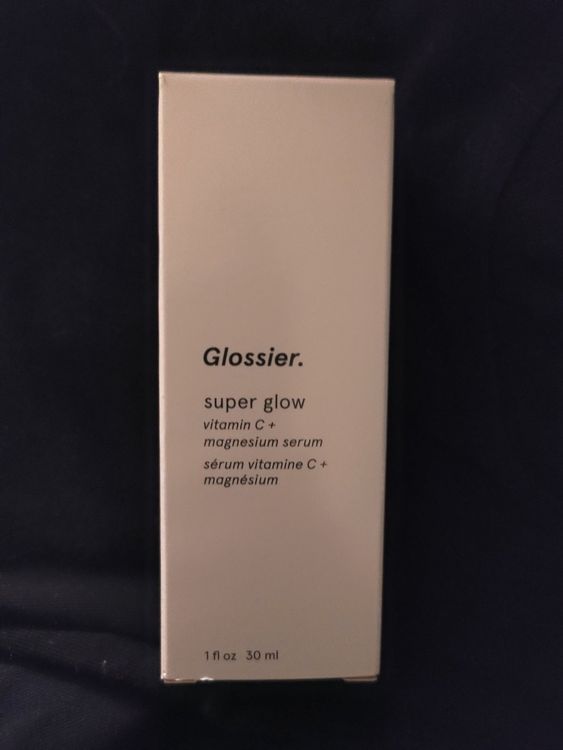 Glossier.
super glow
vitamin C +
magnesium serum
sérum vitamine C +
magnésium
1 fl oz 30 ml